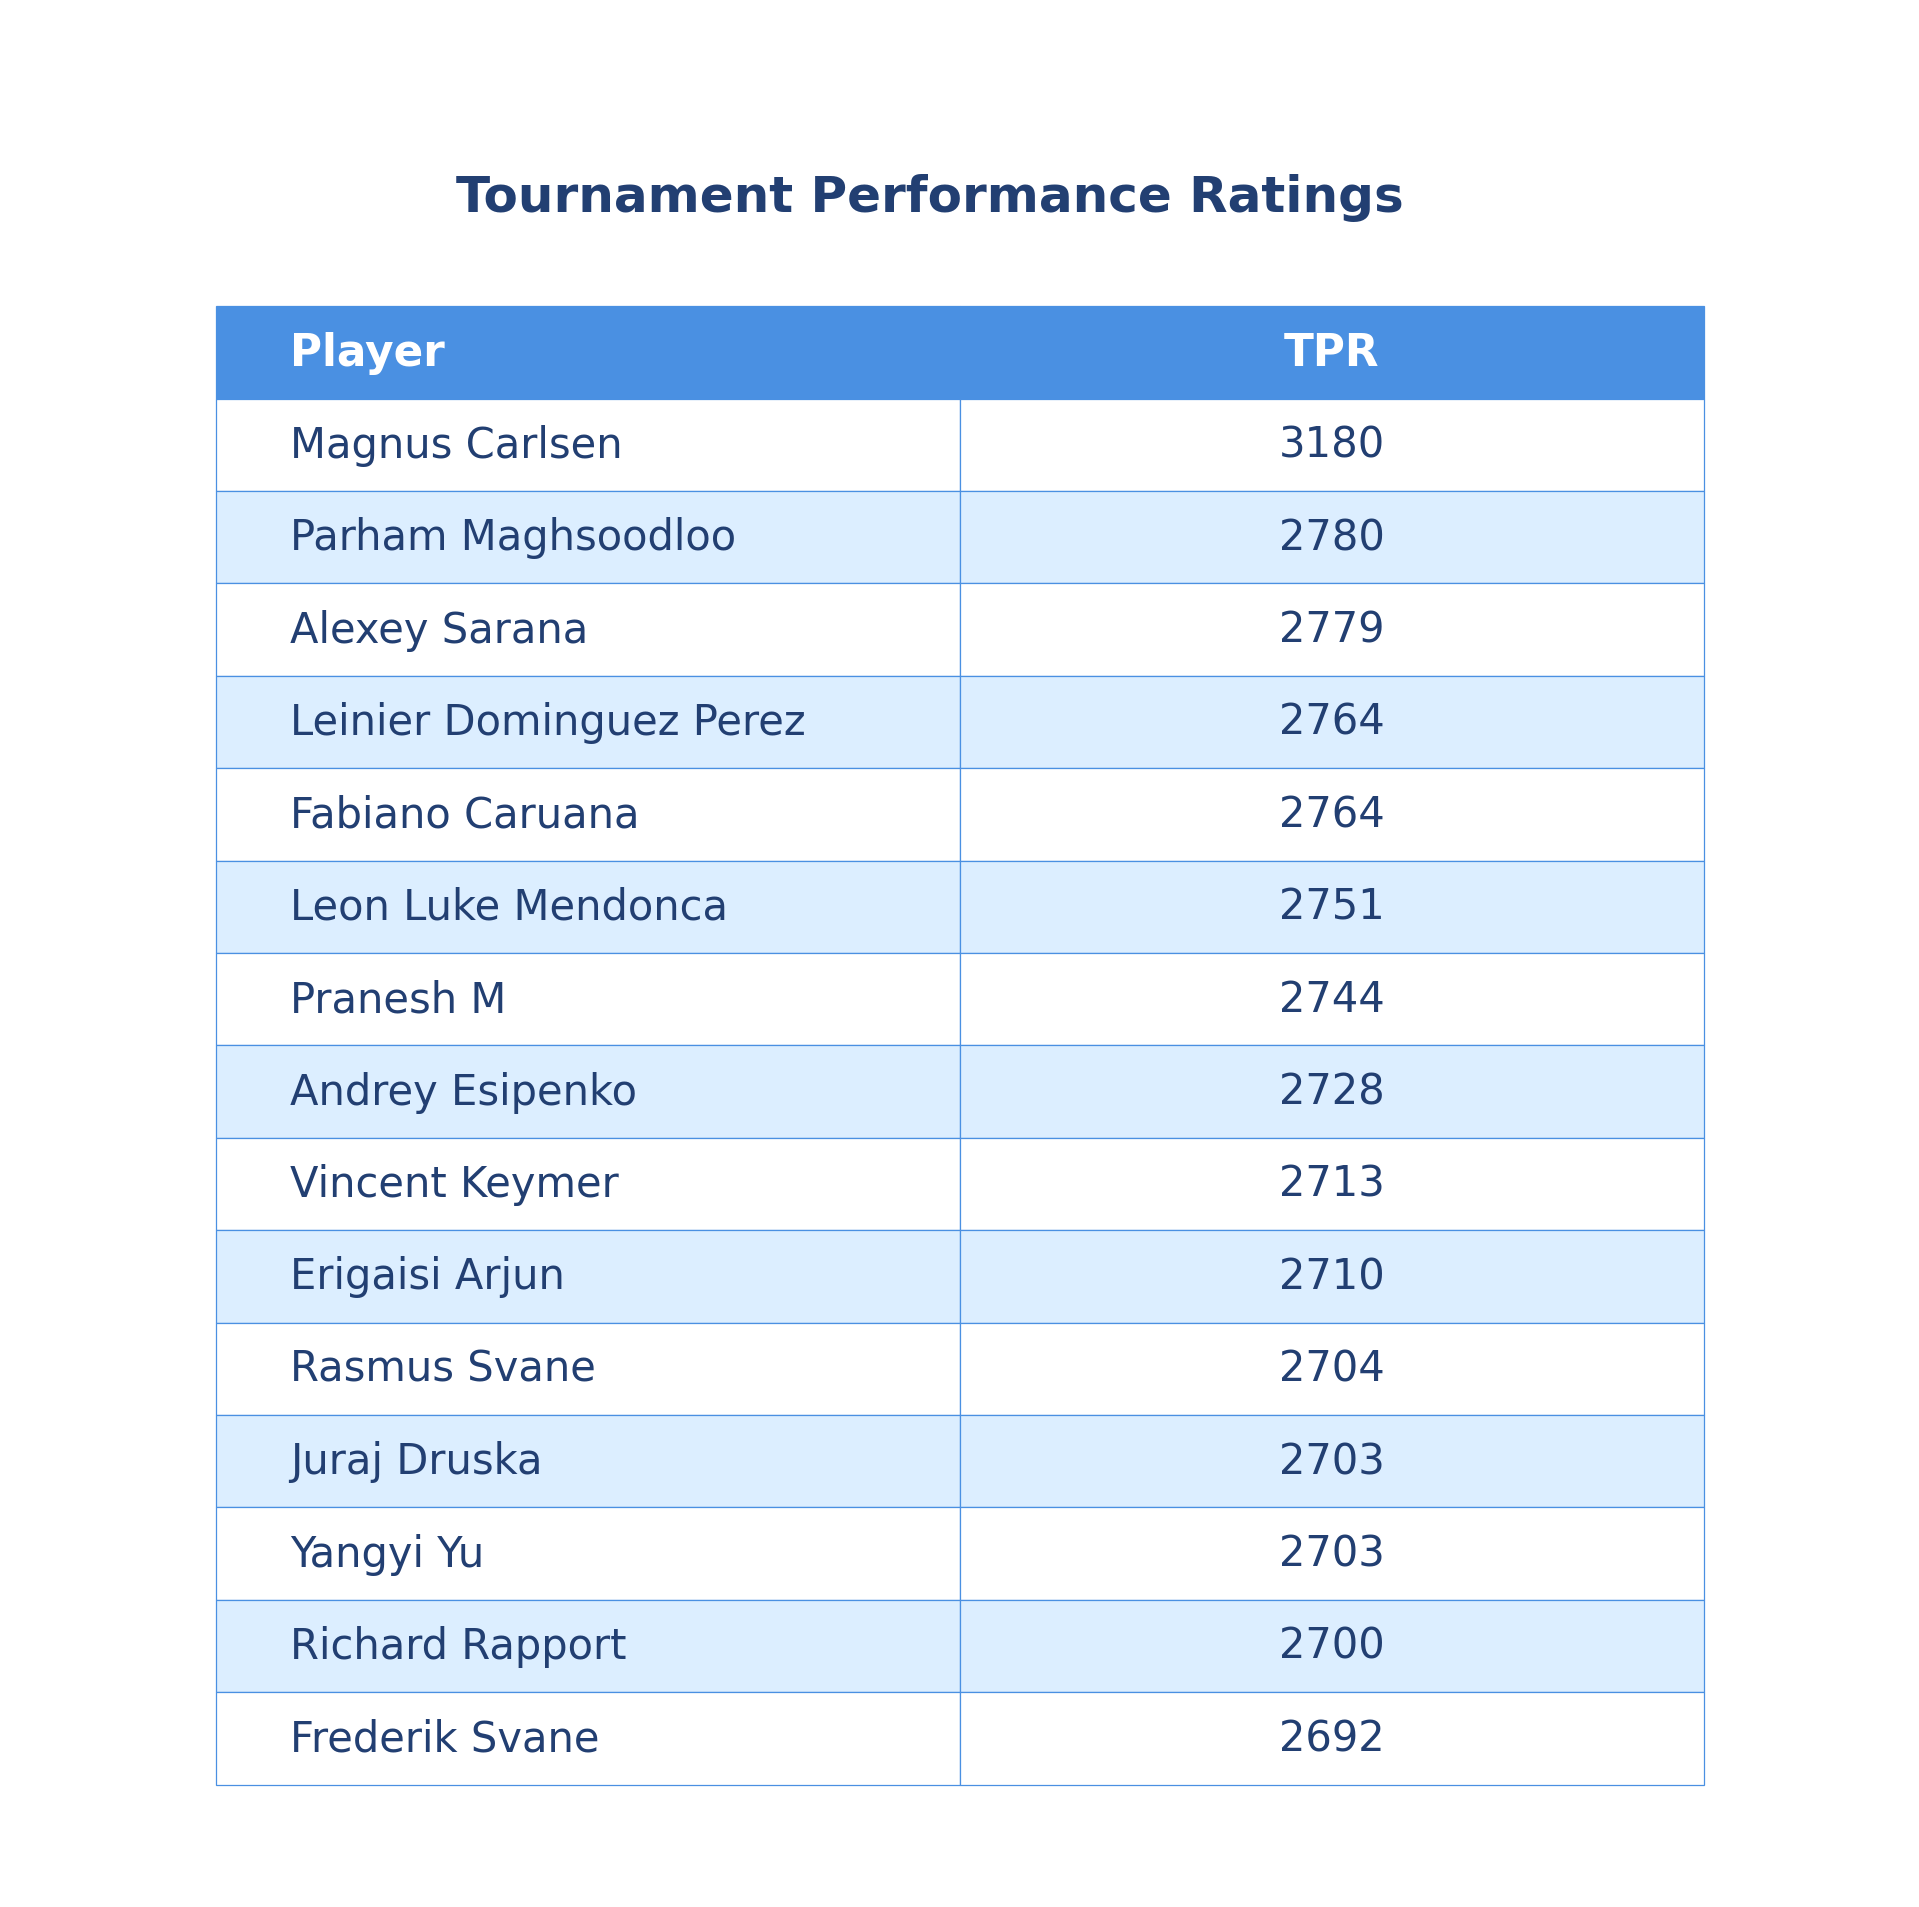 Tournament Performance Ratings
Player TPR
Magnus Carlsen 3180
Parham Maghsoodloo 2780
Alexey Sarana 2779
Leinier Dominguez Perez 2764
Fabiano Caruana 2764
Leon Luke Mendonca 2751
Pranesh M 2744
Andrey Esipenko 2728
Vincent Keymer 2713
Erigaisi Arjun 2710
Rasmus Svane 2704
Juraj Druska 2703
Yangyi Yu 2703
Richard Rapport 2700
Frederik Svane 2692